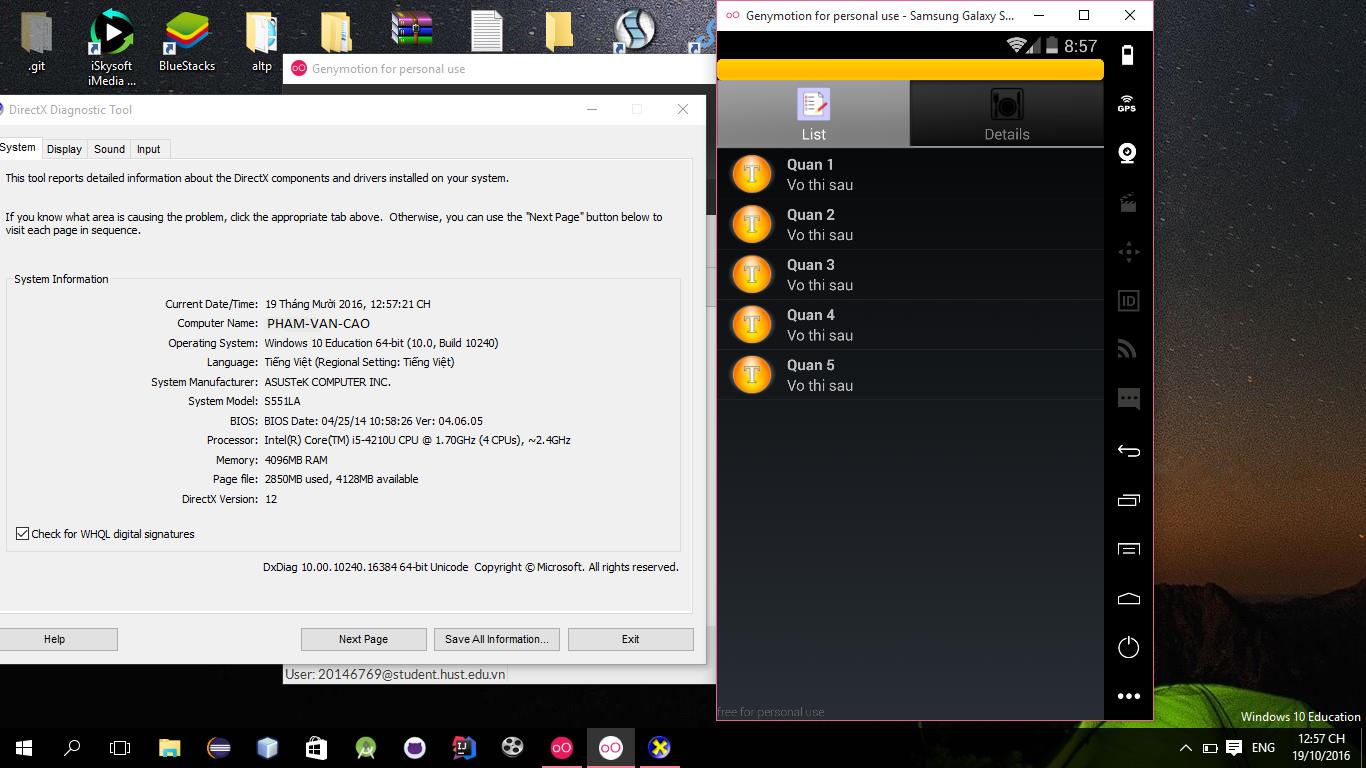 .git
iSkysoft
iMedia ...
BlueStacks
altp
Genymotion for personal use
DirectX Diagnostic Tool
System
Display
Sound
Input
This tool reports detailed information about the DirectX components and drivers installed on your system.
If you know what area is causing the problem, click the appropriate tab above. Otherwise, you can use the "Next Page" button below to
visit each page in sequence.
System Information
Current Date/Time: 19 Tháng Mười 2016, 12:57:21 CH
Computer Name: PHAM-VAN-CAO
Operating System: Windows 10 Education 64-bit (10.0, Build 10240)
Language: Tiếng Việt (Regional Setting: Tiếng Việt)
System Manufacturer: ASUSTeK COMPUTER INC.
System Model: S551LA
BIOS: BIOS Date: 04/25/14 10:58:26 Ver: 04.06.05
Processor: Intel(R) Core(TM) i5-4210U CPU @ 1.70GHz (4 CPUs), ~2.4GHz
Memory: 4096MB RAM
Page file: 2850MB used, 4128MB available
DirectX Version: 12
Check for WHQL digital signatures
DxDiag 10.00.10240.16384 64-bit Unicode Copyright © Microsoft. All rights reserved.
Help
Next Page
Save All Information...
Exit
User: 20146769@student.hust.edu.vn
Genymotion for personal use - Samsung Galaxy S...
8:57
List
Details
T
Quan 1
Vo thi sau
T
Quan 2
Vo thi sau
T
Quan 3
Vo thi sau
T
Quan 4
Vo thi sau
T
Quan 5
Vo thi sau
free for personal use
GPS
ID
Windows 10 Education
ENG
12:57 CH
19/10/2016